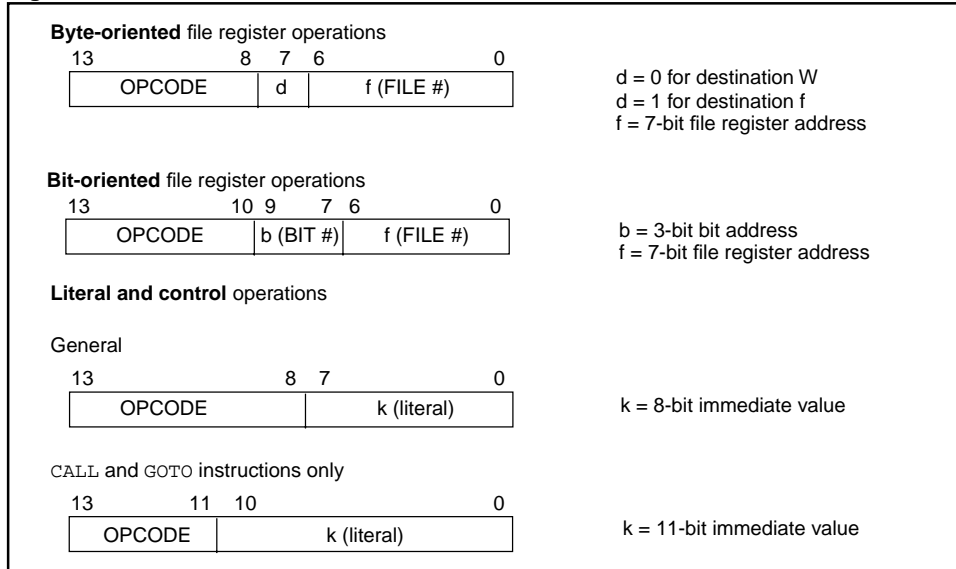 Byte-oriented file register operations
13 8 7 6 0
OPCODE d f (FILE #)
d = 0 for destination W
d = 1 for destination f
f = 7-bit file register address
Bit-oriented file register operations
13 10 9 7 6 0
OPCODE b (BIT #) f (FILE #)
b = 3-bit bit address
f = 7-bit file register address
Literal and control operations
General
13 8 7 0
OPCODE k (literal)
k = 8-bit immediate value
CALL and GOTO instructions only
13 11 10 0
OPCODE k (literal)
k = 11-bit immediate value